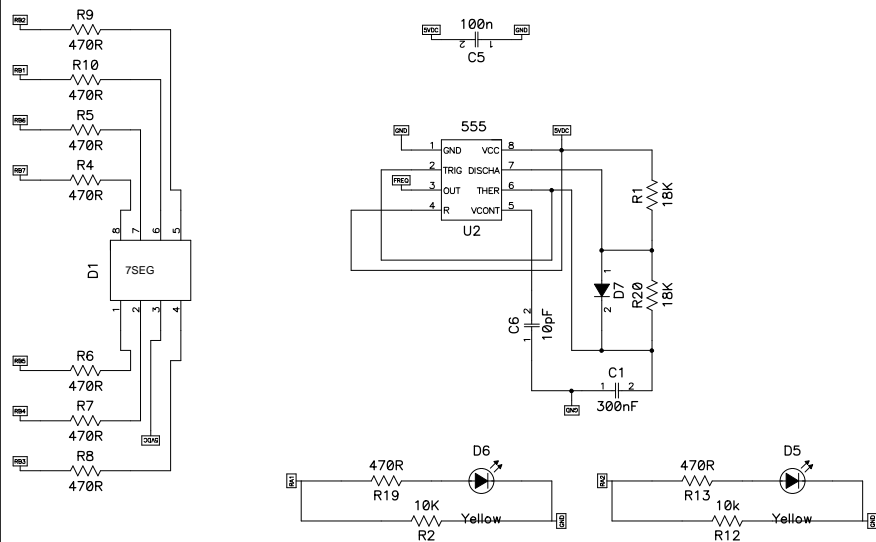 RB2
R9
470R
RB1
R10
470R
RB6
R5
470R
RB7
R4
470R
8
7
6
5
D1
7SEG
1
2
3
4
RB5
R6
470R
RB4
R7
470R
5VDC
RB3
R8
470R
100n
5VDC
2
1
GND
C5
555
GND
5VDC
1
GND
VCC
8
2
TRIG
DISCHA
7
FREQ
3
OUT
THER
6
4
R
VCONT
5
U2
R1
18K
1
D7
2
R20
18K
2
C6
10pF
1
C1
1
2
300nF
GND
D6
470R
RA1
R19
10K
Yellow
GND
R2
D5
470R
RA2
R13
10k
Yellow
GND
R12